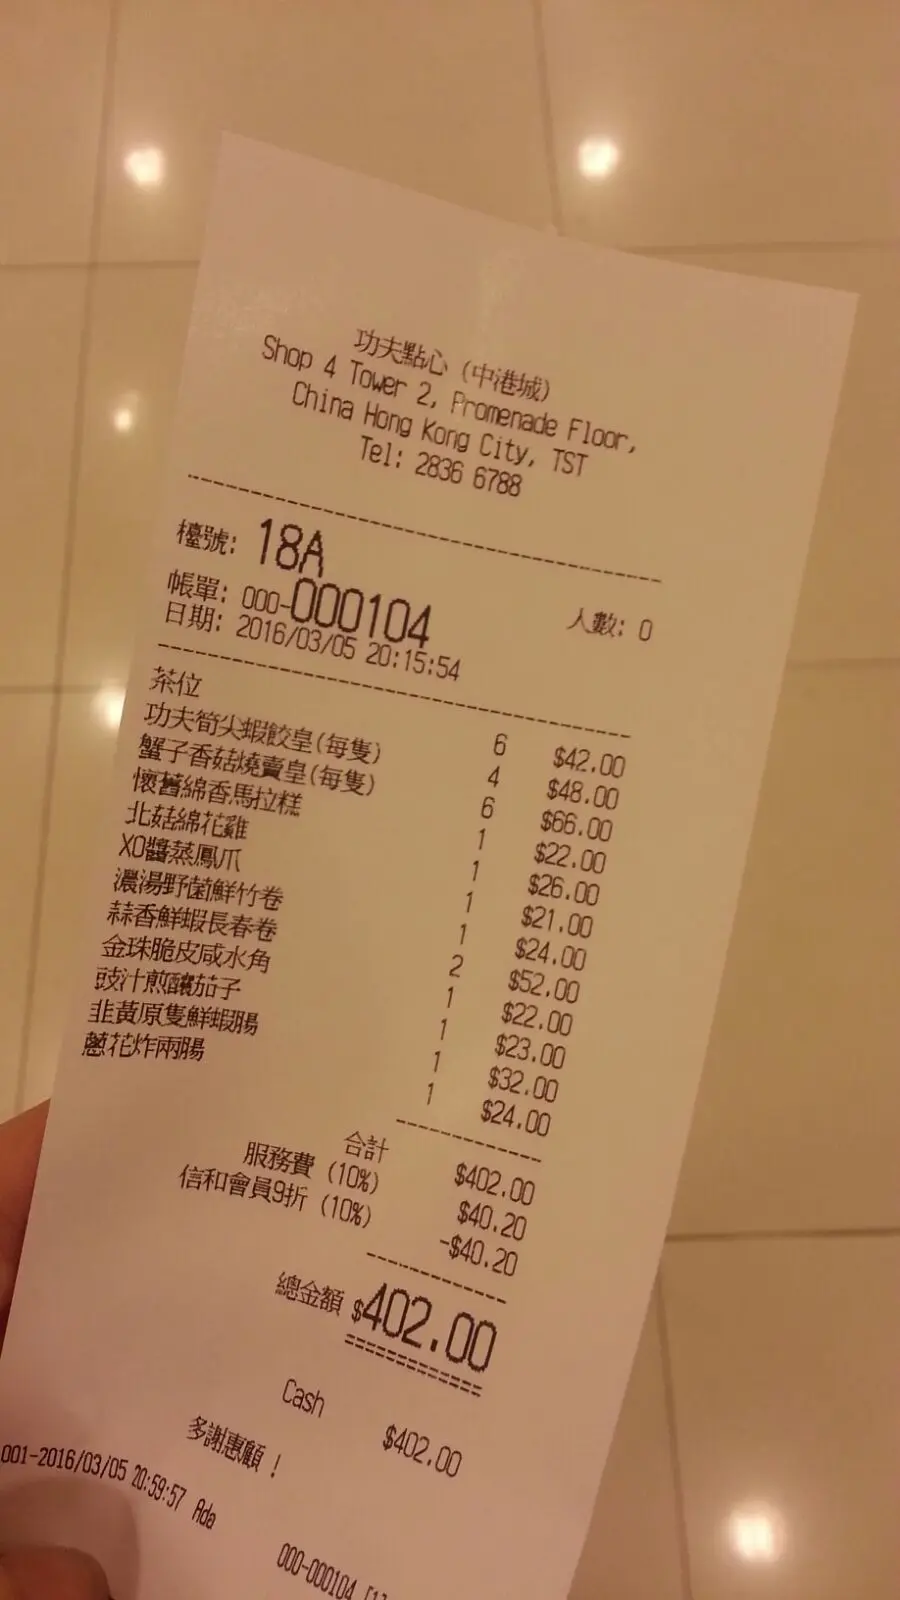 功夫點心 (中港城)
Shop 4 Tower 2, Promenade Floor,
China Hong Kong City, TST
Tel: 2836 6788
檯號: 18A
帳單: 000-000104 人數: 0
日期: 2016/03/05 20:15:54
茶位 6 $42.00
功夫筍尖蝦餃皇(每隻) 4 $48.00
蟹子香菇燒賣皇(每隻) 6 $66.00
懷舊綿香馬拉糕 1 $22.00
北菇綿花雞 1 $26.00
XO醬蒸鳳爪 1 $21.00
濃湯野菌鮮竹卷 1 $24.00
蒜香鮮蝦長春卷 2 $52.00
金珠脆皮咸水角 1 $22.00
豉汁煎釀茄子 1 $23.00
韭黃原隻鮮蝦腸 1 $32.00
蔥花炸兩腸 1 $24.00
合計 $402.00
服務費 (10%) $40.20
信和會員9折 (10%) -$40.20
總金額 $402.00
Cash $402.00
多謝惠顧！
001-2016/03/05 20:59:57 Ada
000-000104 [1]